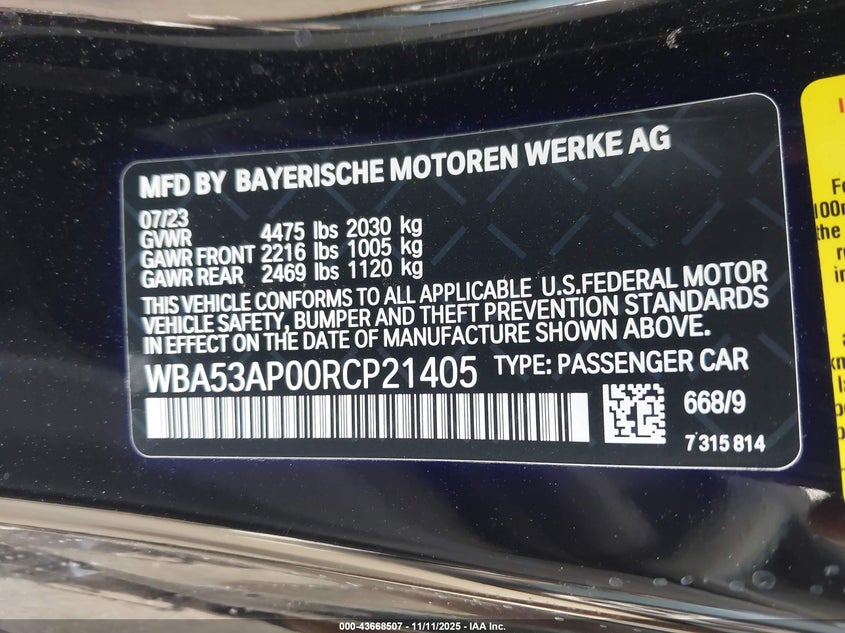 MFD BY BAYERISCHE MOTOREN WERKE AG
07/23
GVWR 4475 lbs 2030 kg
GAWR FRONT 2216 lbs 1005 kg
GAWR REAR 2469 lbs 1120 kg
THIS VEHICLE CONFORMS TO ALL APPLICABLE U.S.FEDERAL MOTOR
VEHICLE SAFETY, BUMPER AND THEFT PREVENTION STANDARDS
IN EFFECT ON THE DATE OF MANUFACTURE SHOWN ABOVE.
WBA53AP00RCP21405 TYPE: PASSENGER CAR
668/9
7 315 814
000-43668507 - 11/11/2025 - IAA Inc.